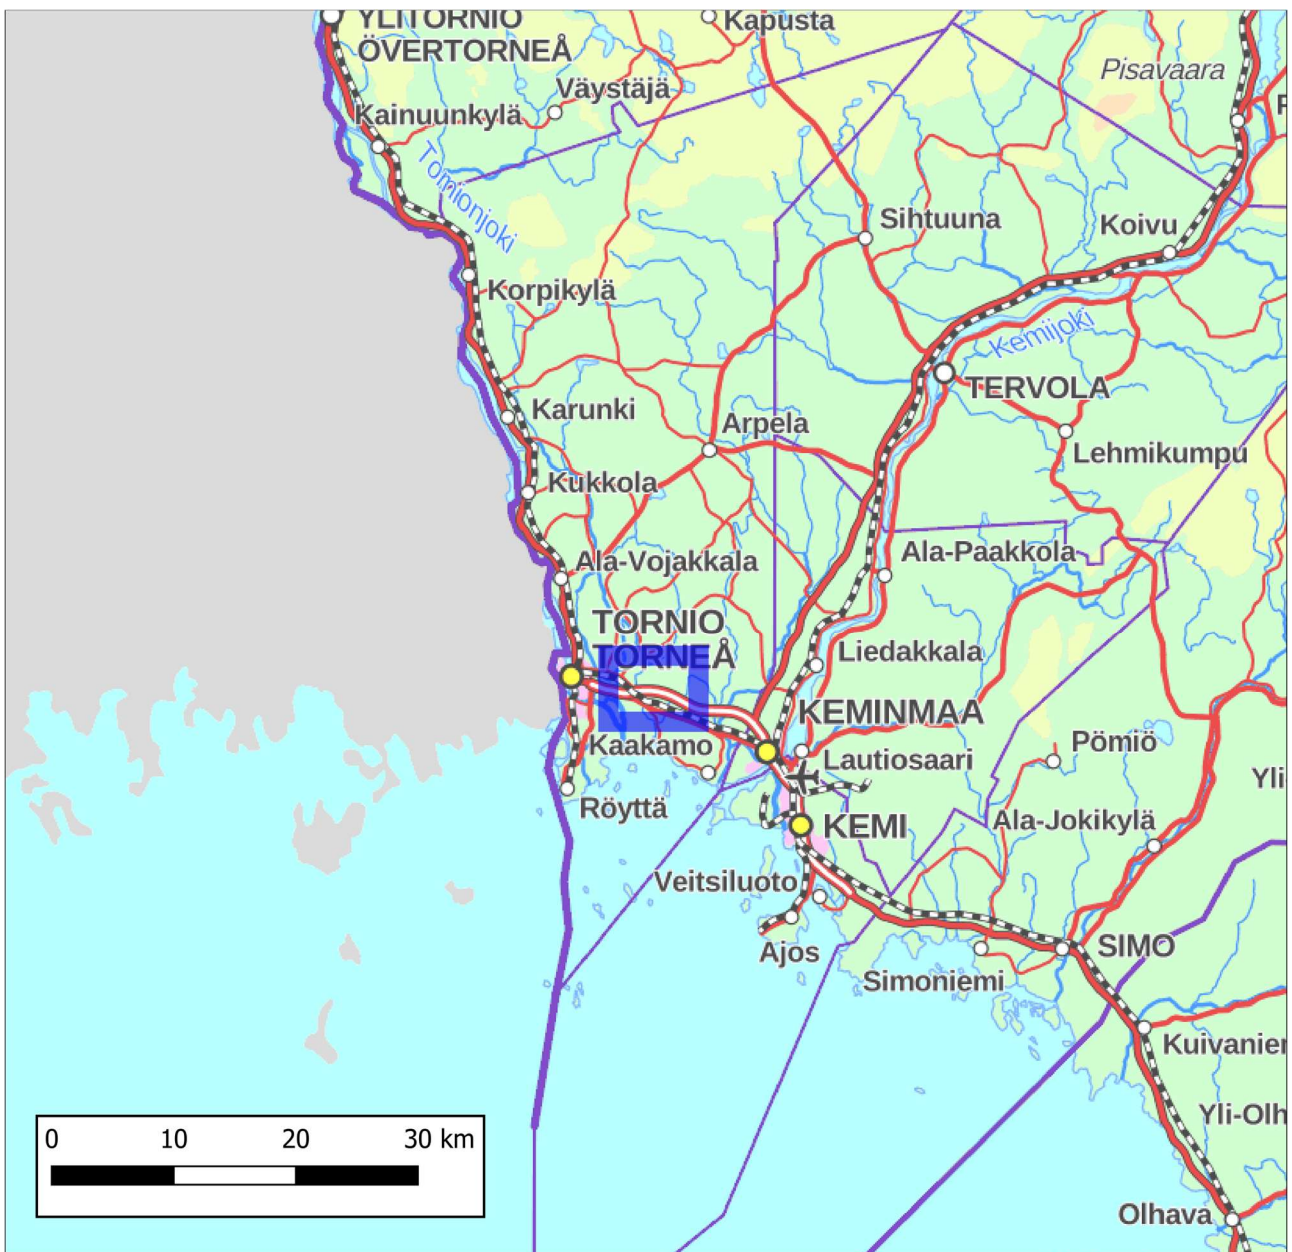 YLITORNIO
ÖVERTORNEÅ
Kapusta
Väystäjä
Pisavaara
Kainuunkylä
Tornionjoki
Sihtuuna
Koivu
Korpikylä
Kemijoki
TERVOLA
Karunki
Arpela
Lehmikumpu
Kukkola
Ala-Vojakkala
Ala-Paakkola
TORNIO
TORNEÅ
Liedakkala
KEMINMAA
Kaakamo
Lautiosaari
Pömiö
Yli-
Röyttä
KEMI
Ala-Jokikylä
Veitsiluoto
Ajos
SIMO
Simoniemi
Kuivanie
Yli-Olh
0 10 20 30 km
Olhava